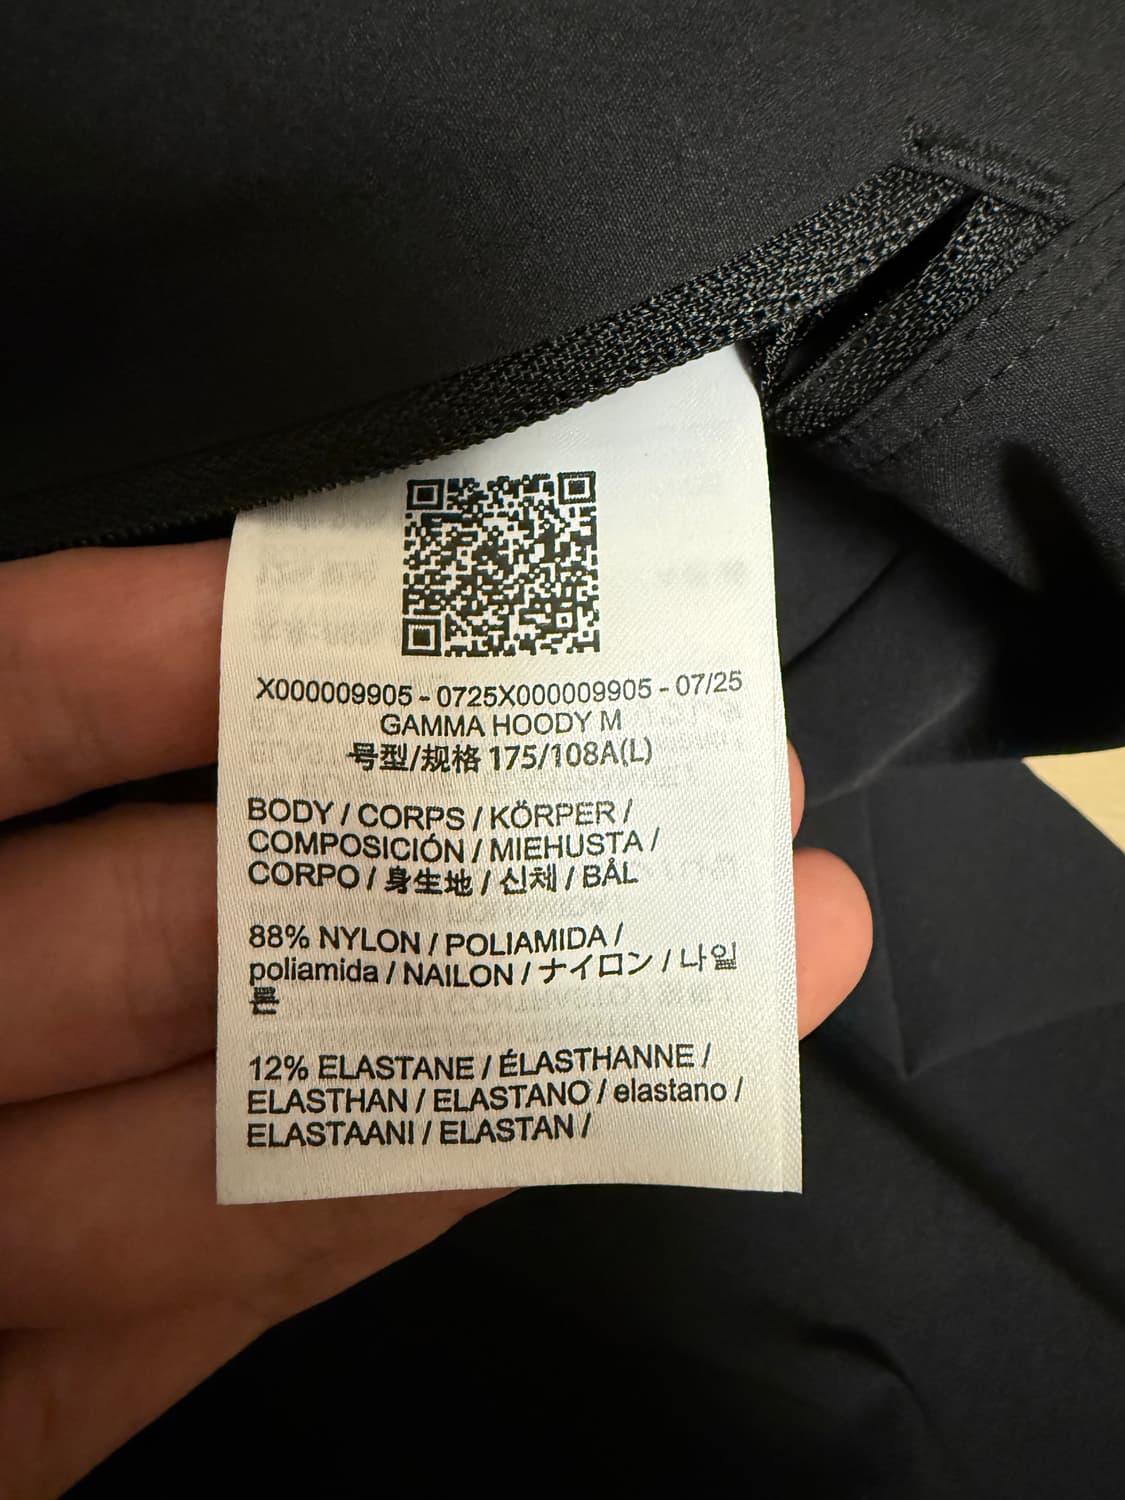 X000009905 - 0725X000009905 - 07/25
GAMMA HOODY M
号型/规格 175/108A(L)
BODY / CORPS / KÖRPER /
COMPOSICIÓN / MIEHUSTA /
CORPO / 身生地 / 신체 / BÅL
88% NYLON / POLIAMIDA /
poliamida / NAILON / ナイロン / 나일
론
12% ELASTANE / ÉLASTHANNE /
ELASTHAN / ELASTANO / elastano /
ELASTAANI / ELASTAN /